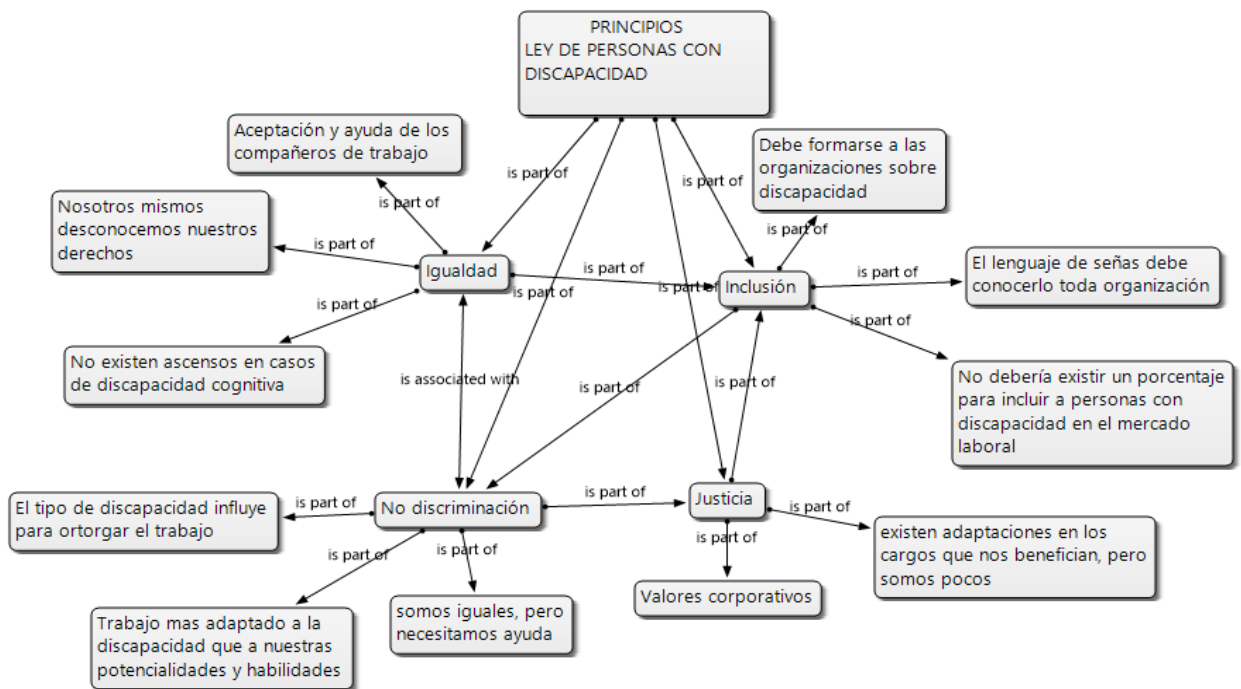 PRINCIPIOS
LEY DE PERSONAS CON
DISCAPACIDAD
Aceptación y ayuda de los
compañeros de trabajo
Debe formarse a las
organizaciones sobre
discapacidad
is part of
is part of
is part of
is part of
Nosotros mismos
desconocemos nuestros
derechos
is part of
Igualdad
is part of
is part of
is part of
Inclusión
is part of
El lenguaje de señas debe
conocerlo toda organización
is part of
is part of
No existen ascensos en casos
de discapacidad cognitiva
is associated with
is part of
is part of
No debería existir un porcentaje
para incluir a personas con
discapacidad en el mercado
laboral
El tipo de discapacidad influye
para ortorgar el trabajo
is part of
No discriminación
is part of
Justicia
is part of
existen adaptaciones en los
cargos que nos benefician, pero
somos pocos
is part of
is part of
is part of
Valores corporativos
somos iguales, pero
necesitamos ayuda
Trabajo mas adaptado a la
discapacidad que a nuestras
potencialidades y habilidades